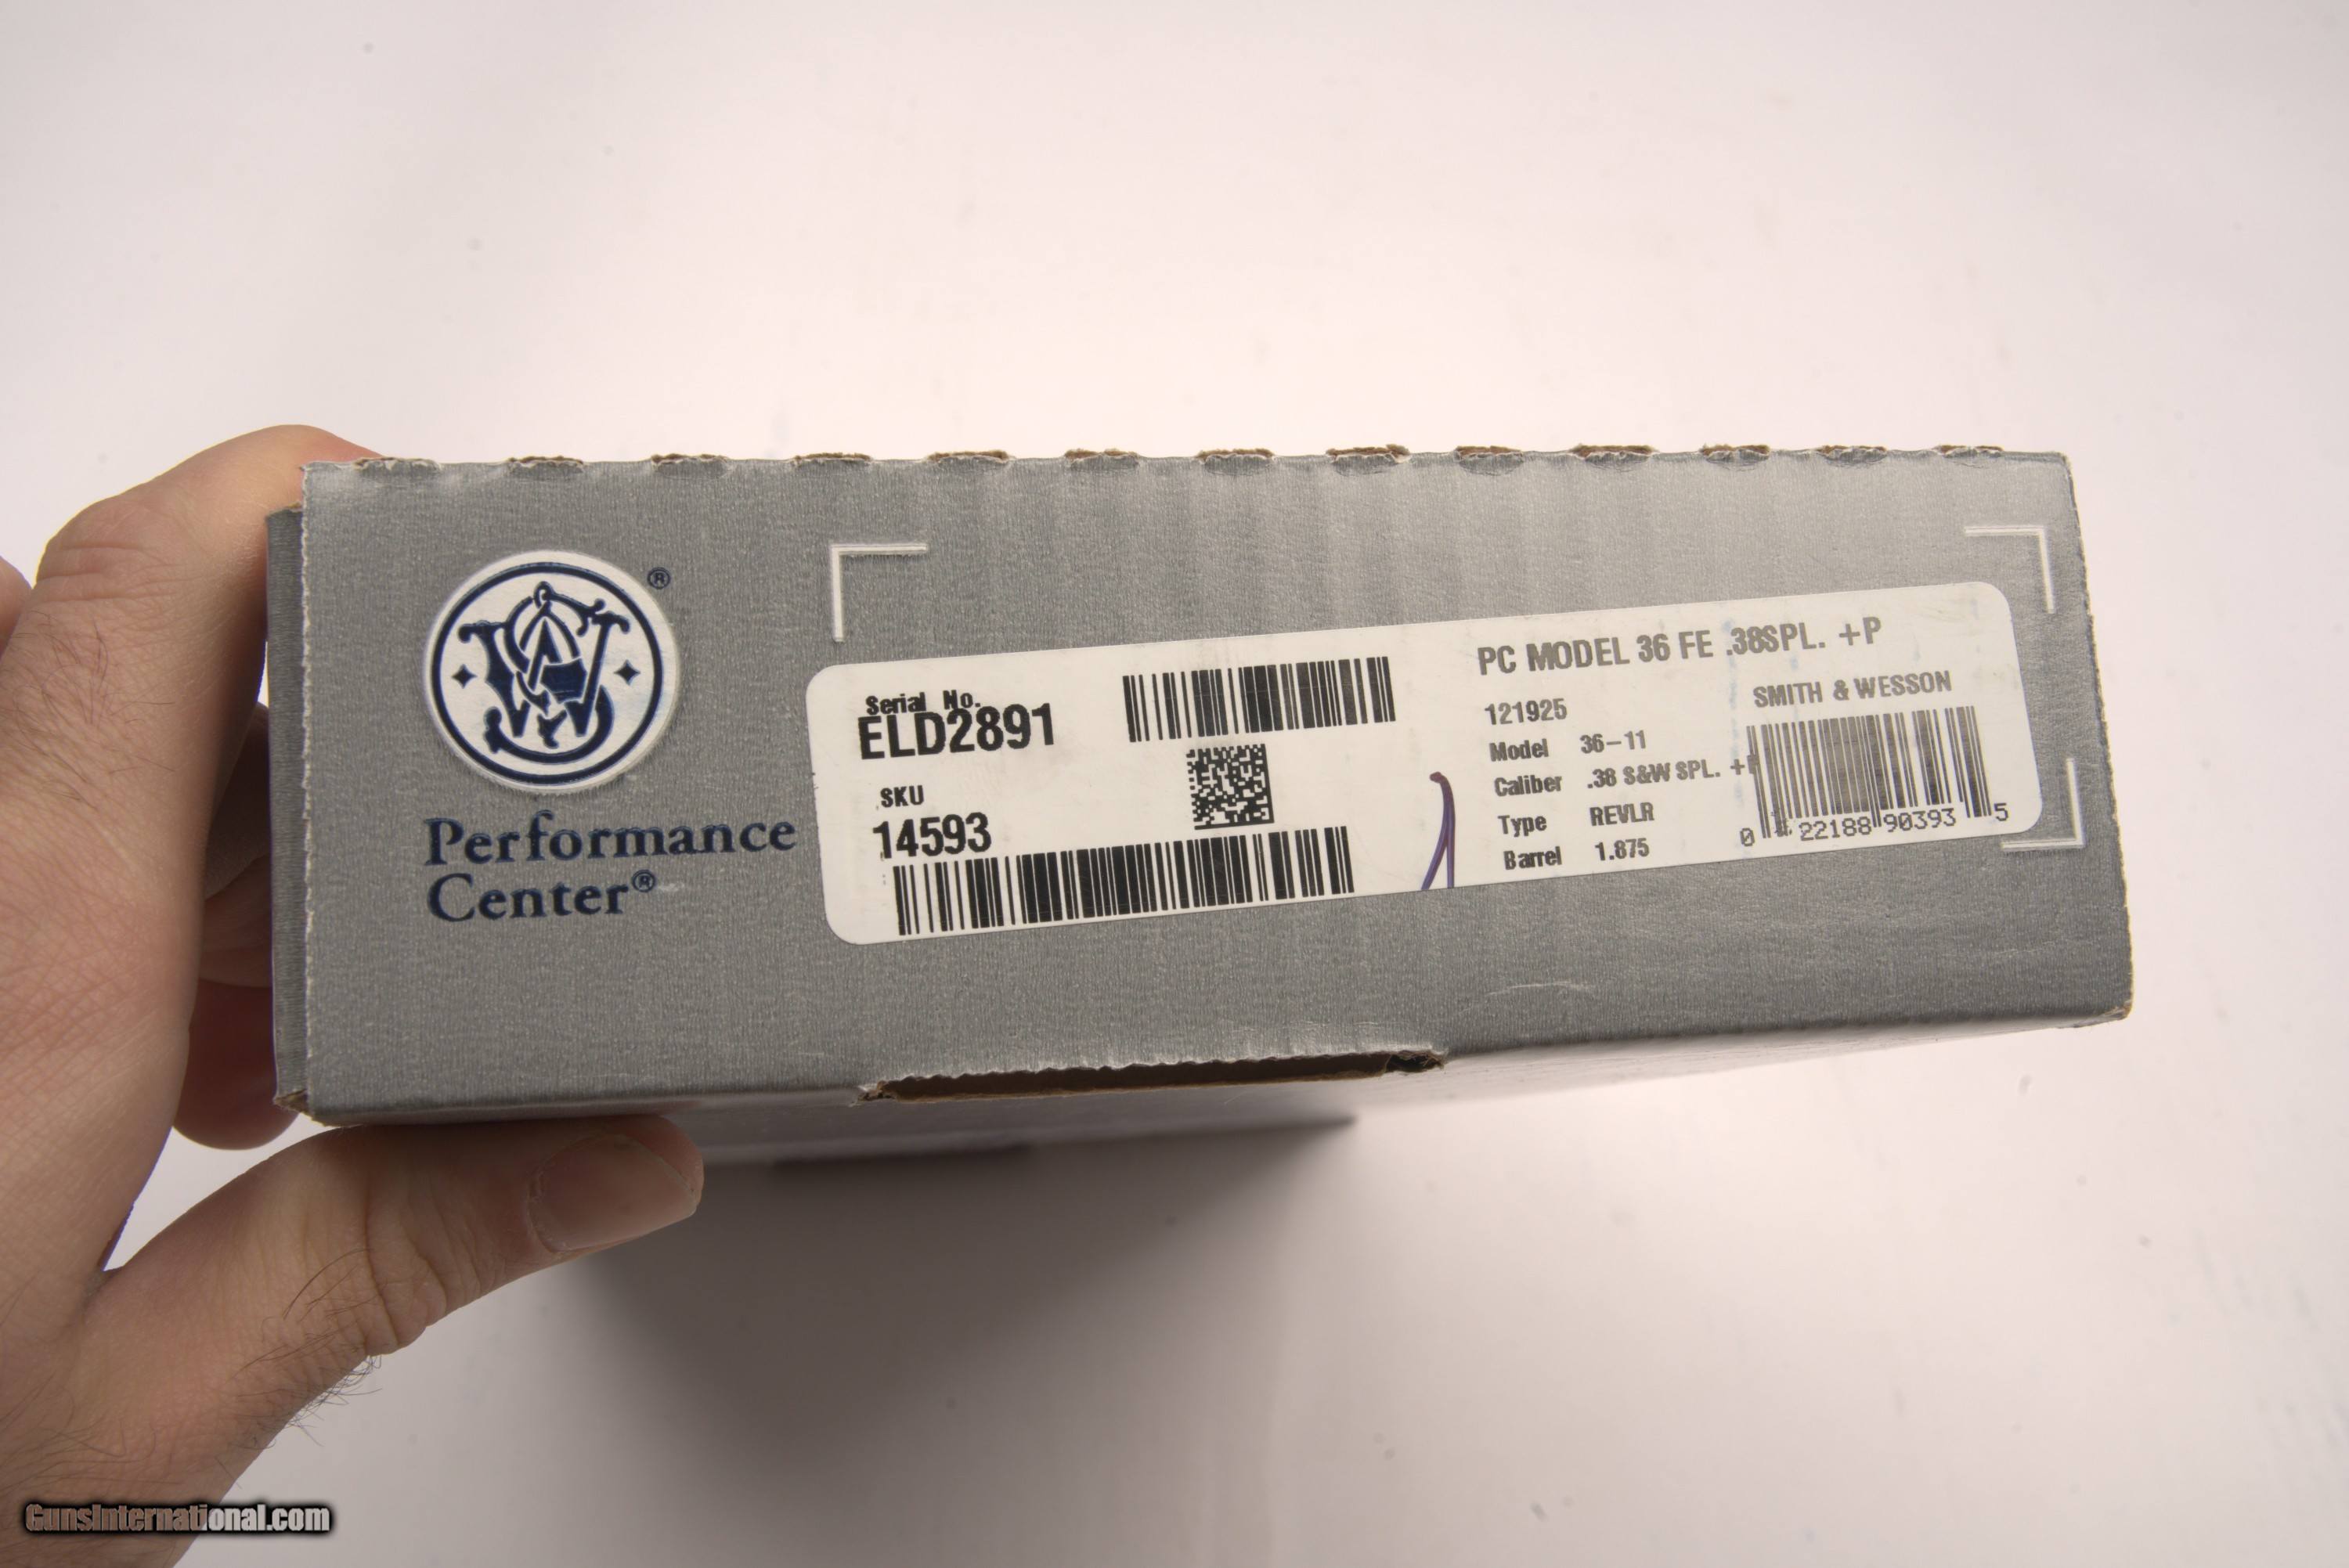 ®
Performance
Center®
Serial No.
ELD2891
SKU
14593
PC MODEL 36 FE .38SPL. +P
121925
SMITH & WESSON
Model 36-11
Caliber .38 S&W SPL. +P
Type REVLR
Barrel 1.875
0 22188 90393 5
GunsInternational.com